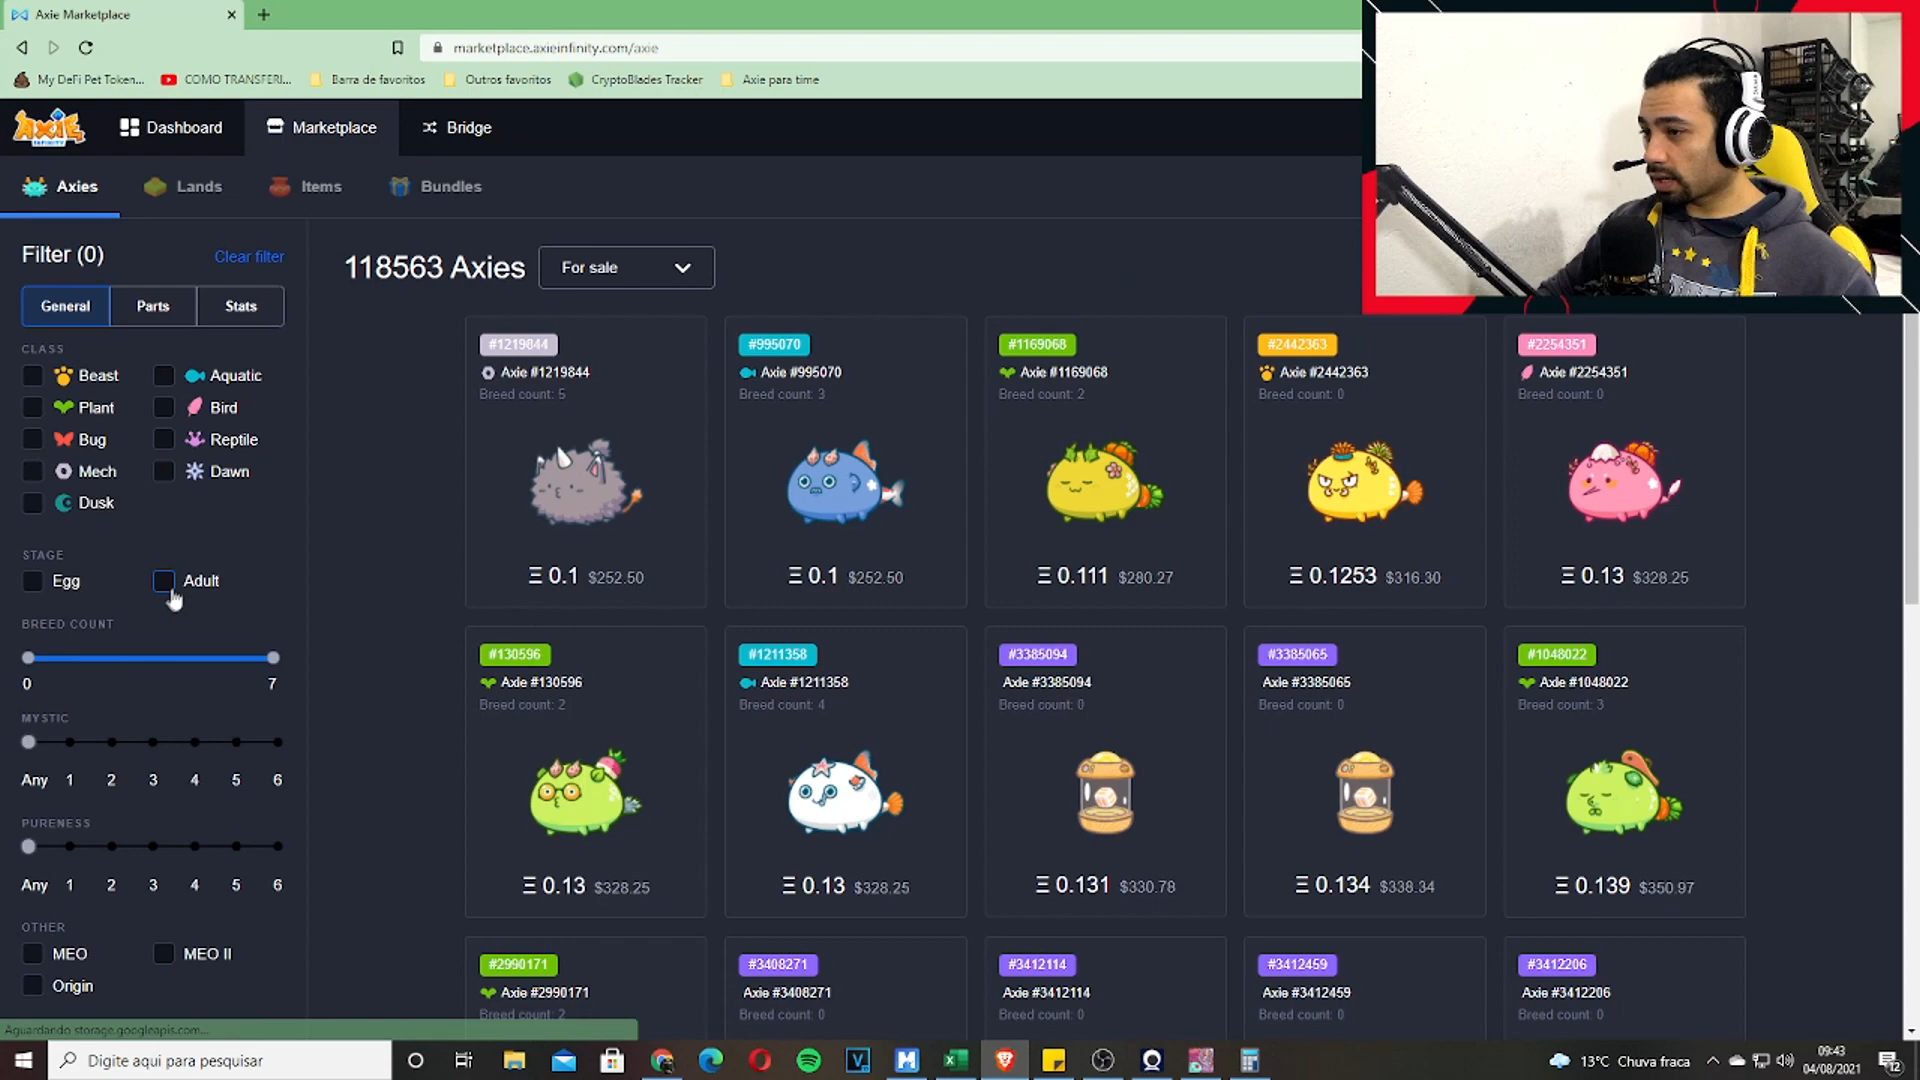 Axie Marketplace
marketplace.axieinfinity.com/axie
My DeFi Pet Token...
COMO TRANSFERI...
Barra de favoritos
Outros favoritos
CryptoBlades Tracker
Axie para time
AXIE
INFINITY
Dashboard
Marketplace
Bridge
Axies
Lands
Items
Bundles
Filter (0)
Clear filter
General
Parts
Stats
CLASS
Beast
Aquatic
Plant
Bird
Bug
Reptile
Mech
Dawn
Dusk
STAGE
Egg
Adult
BREED COUNT
0
7
MYSTIC
Any 1 2 3 4 5 6
PURENESS
Any 1 2 3 4 5 6
OTHER
MEO
MEO II
Origin
118563 Axies
For sale
#1219844
Axie #1219844
Breed count: 5
Ξ 0.1 $252.50
#995070
Axie #995070
Breed count: 3
Ξ 0.1 $252.50
#1169068
Axie #1169068
Breed count: 2
Ξ 0.111 $280.27
#2442363
Axie #2442363
Breed count: 0
Ξ 0.1253 $316.30
#2254351
Axie #2254351
Breed count: 0
Ξ 0.13 $328.25
#130596
Axie #130596
Breed count: 2
Ξ 0.13 $328.25
#1211358
Axie #1211358
Breed count: 4
Ξ 0.13 $328.25
#3385094
Axie #3385094
Breed count: 0
Ξ 0.131 $330.78
#3385065
Axie #3385065
Breed count: 0
Ξ 0.134 $338.34
#1048022
Axie #1048022
Breed count: 3
Ξ 0.139 $350.97
#2990171
Axie #2990171
Breed count: 2
#3408271
Axie #3408271
Breed count: 0
#3412114
Axie #3412114
Breed count: 0
#3412459
Axie #3412459
Breed count: 0
#3412206
Axie #3412206
Breed count: 0
Aguardando storage.googleapis.com...
Digite aqui para pesquisar
13°C Chuva fraca
09:43
04/08/2021
12